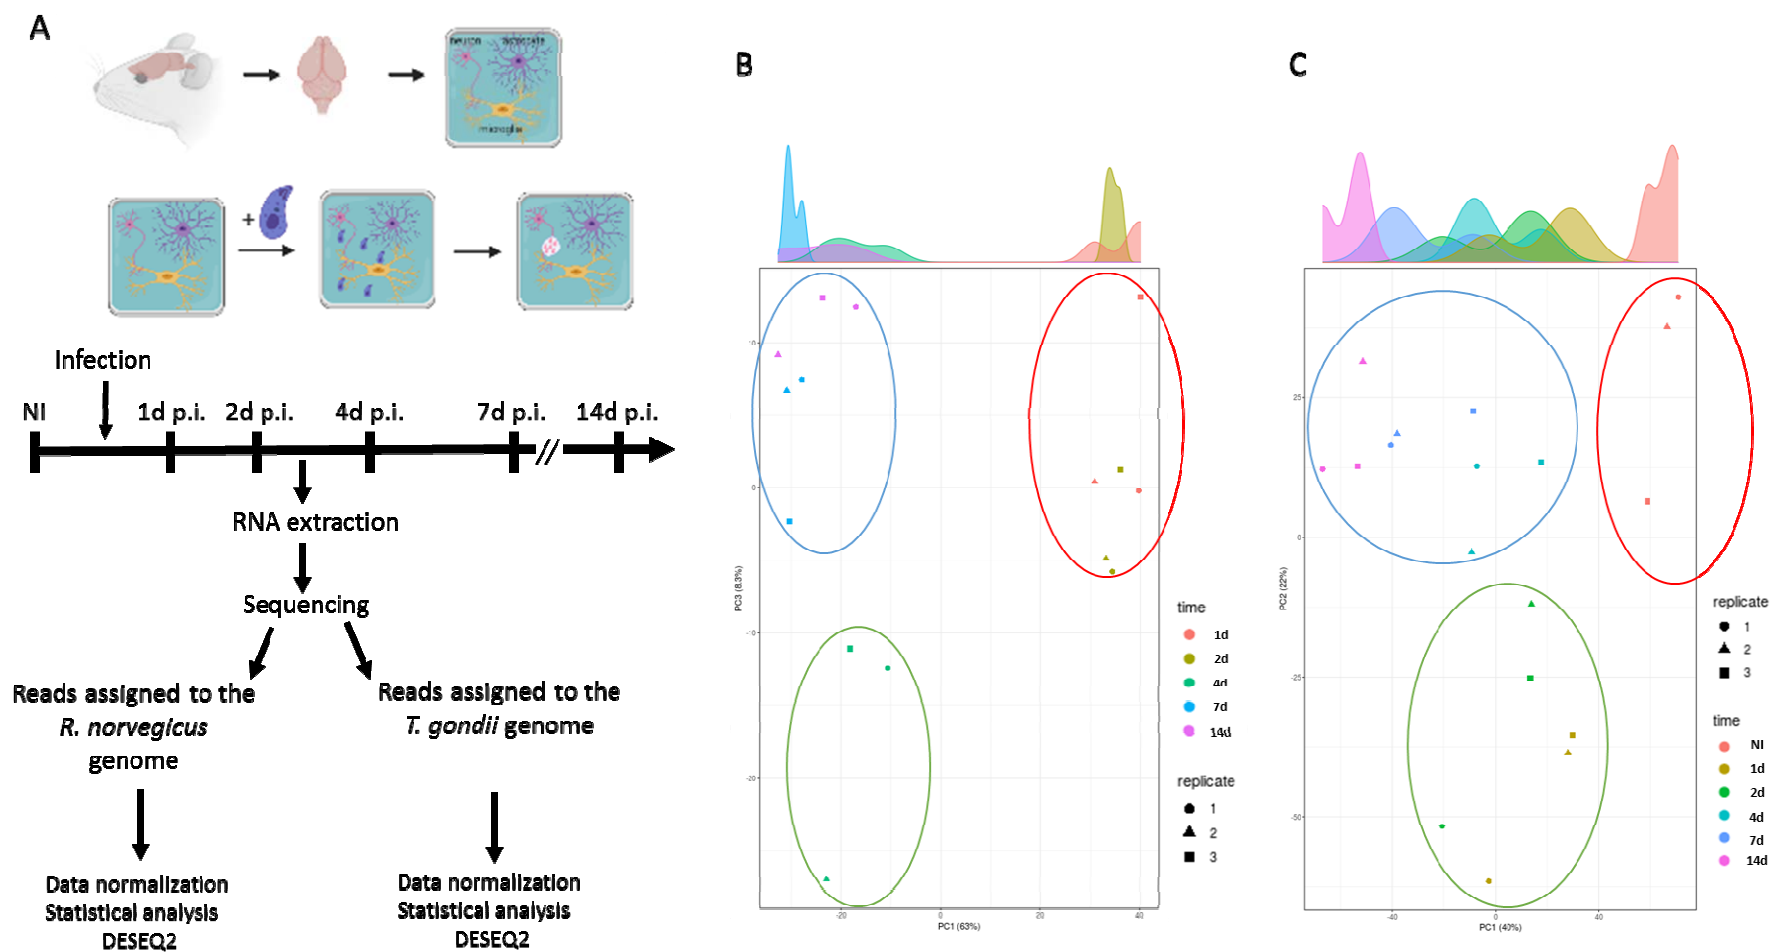 A
neuron
astrocyte
microglia
+
Infection
NI
1d p.i.
2d p.i.
4d p.i.
7d p.i.
14d p.i.
//
RNA extraction
Sequencing
Reads assigned to the
R. norvegicus
genome
Reads assigned to the
T. gondii genome
Data normalization
Statistical analysis
DESEQ2
Data normalization
Statistical analysis
DESEQ2
B
PC3 (8.3%)
0
-20
-20
0
20
40
PC1 (63%)
time
1d
2d
4d
7d
14d
replicate
1
2
3
C
PC2 (22%)
25
0
-25
-50
-40
0
40
PC1 (40%)
replicate
1
2
3
time
NI
1d
2d
4d
7d
14d